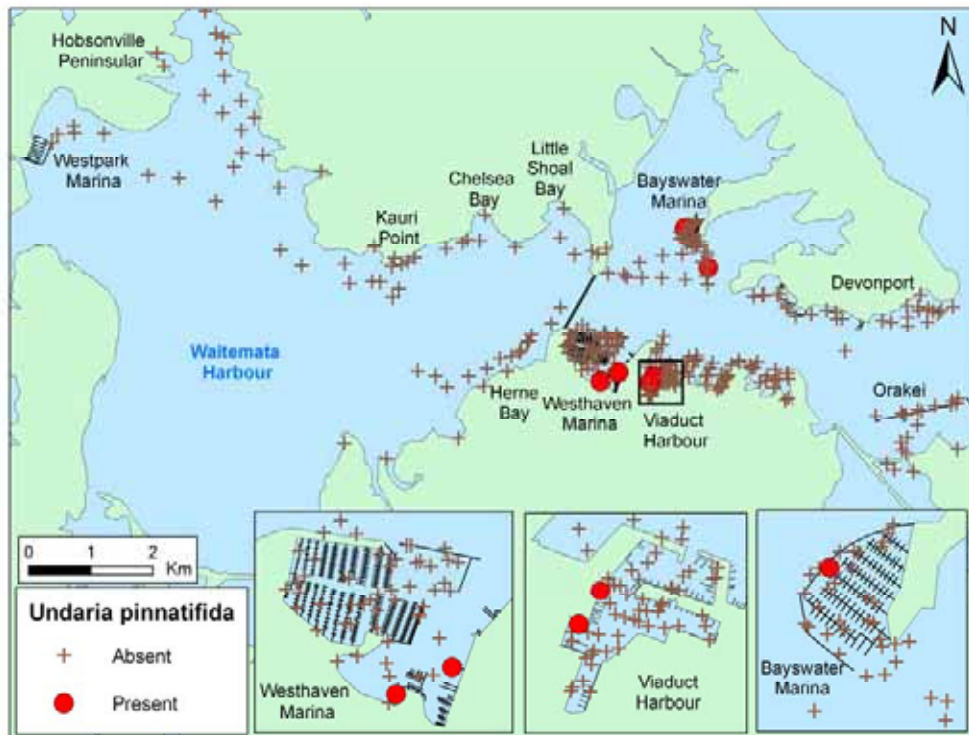 Hobsonville
Peninsular
N
Westpark
Marina
Little
Shoal
Bay
Chelsea
Bay
Bayswater
Marina
Kauri
Point
Devonport
Waitemata
Harbour
Herne
Bay
Westhaven
Marina
Viaduct
Harbour
Orakei
0 1 2
Km
Undaria pinnatifida
Absent
Present
Westhaven
Marina
Viaduct
Harbour
Bayswater
Marina